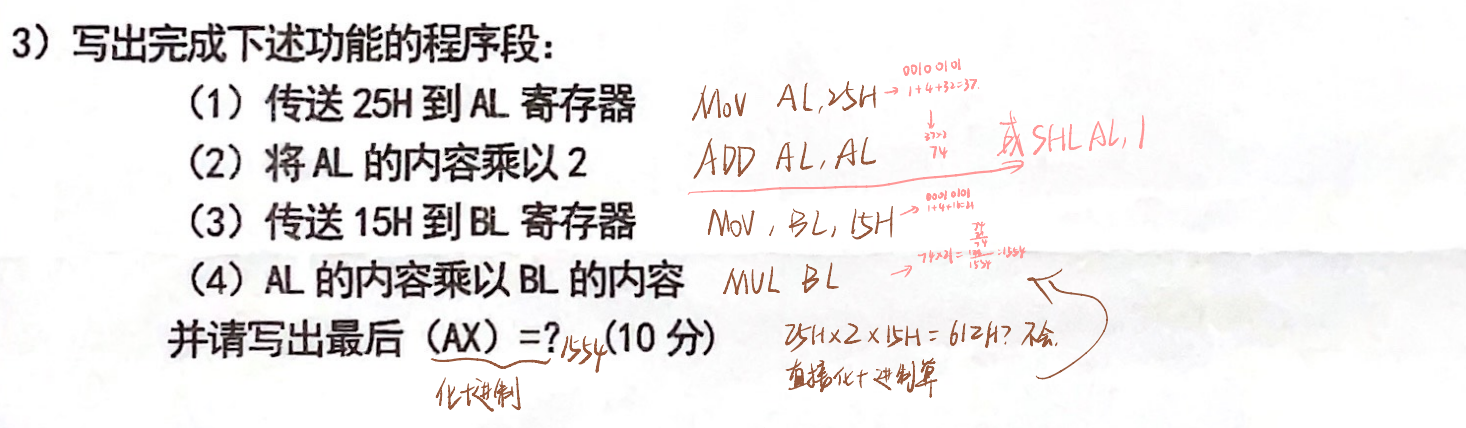 3）写出完成下述功能的程序段：
（1）传送 25H 到 AL 寄存器 MOV AL,25H → 0010 0101
1+4+32=37.
↓
37×2
74
（2）将 AL 的内容乘以 2 ADD AL,AL 或 SHL AL,1
（3）传送 15H 到 BL 寄存器 MOV, BL, 15H → 0001 0101
（4）AL 的内容乘以 BL 的内容 MUL BL → 74×21= =1554
并请写出最后（AX）=?1554(10 分)
化十进制
25H×2×15H=612H? 不会.
直接化十进制算